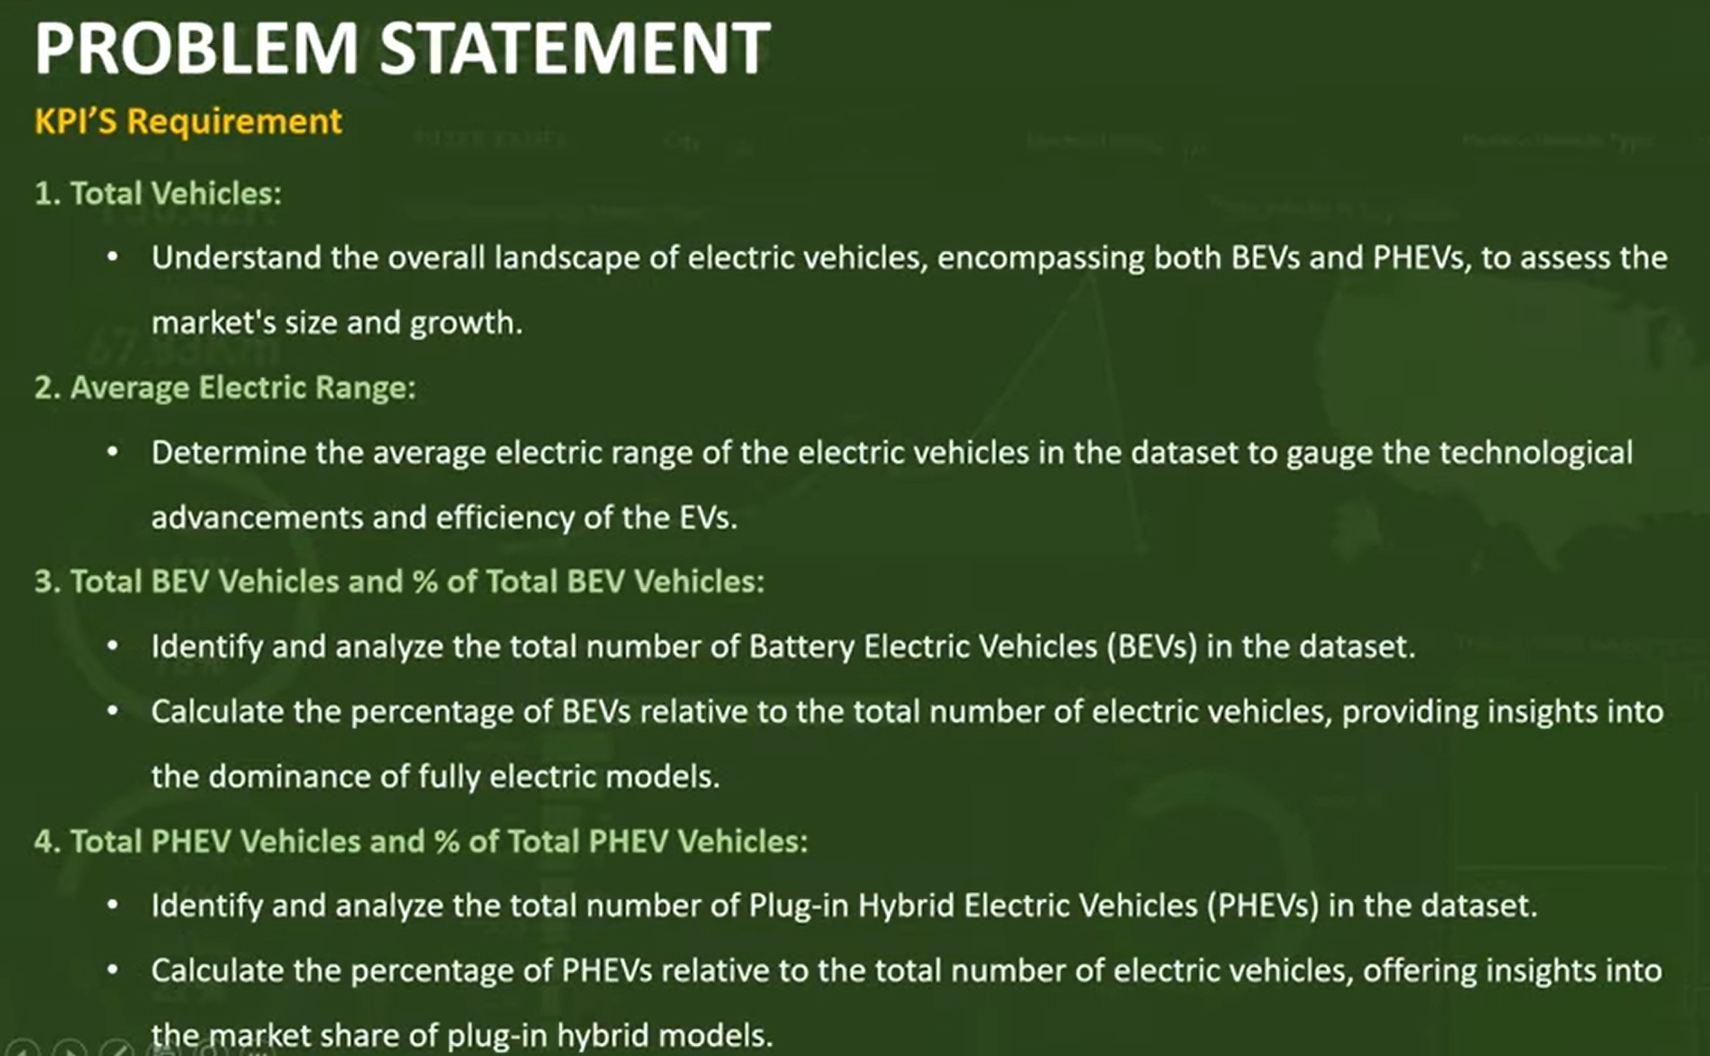 PROBLEM STATEMENT
KPI'S Requirement
1. Total Vehicles:
• Understand the overall landscape of electric vehicles, encompassing both BEVs and PHEVs, to assess the
market's size and growth.
2. Average Electric Range:
• Determine the average electric range of the electric vehicles in the dataset to gauge the technological
advancements and efficiency of the EVs.
3. Total BEV Vehicles and % of Total BEV Vehicles:
• Identify and analyze the total number of Battery Electric Vehicles (BEVs) in the dataset.
• Calculate the percentage of BEVs relative to the total number of electric vehicles, providing insights into
the dominance of fully electric models.
4. Total PHEV Vehicles and % of Total PHEV Vehicles:
• Identify and analyze the total number of Plug-in Hybrid Electric Vehicles (PHEVs) in the dataset.
• Calculate the percentage of PHEVs relative to the total number of electric vehicles, offering insights into
the market share of plug-in hybrid models.